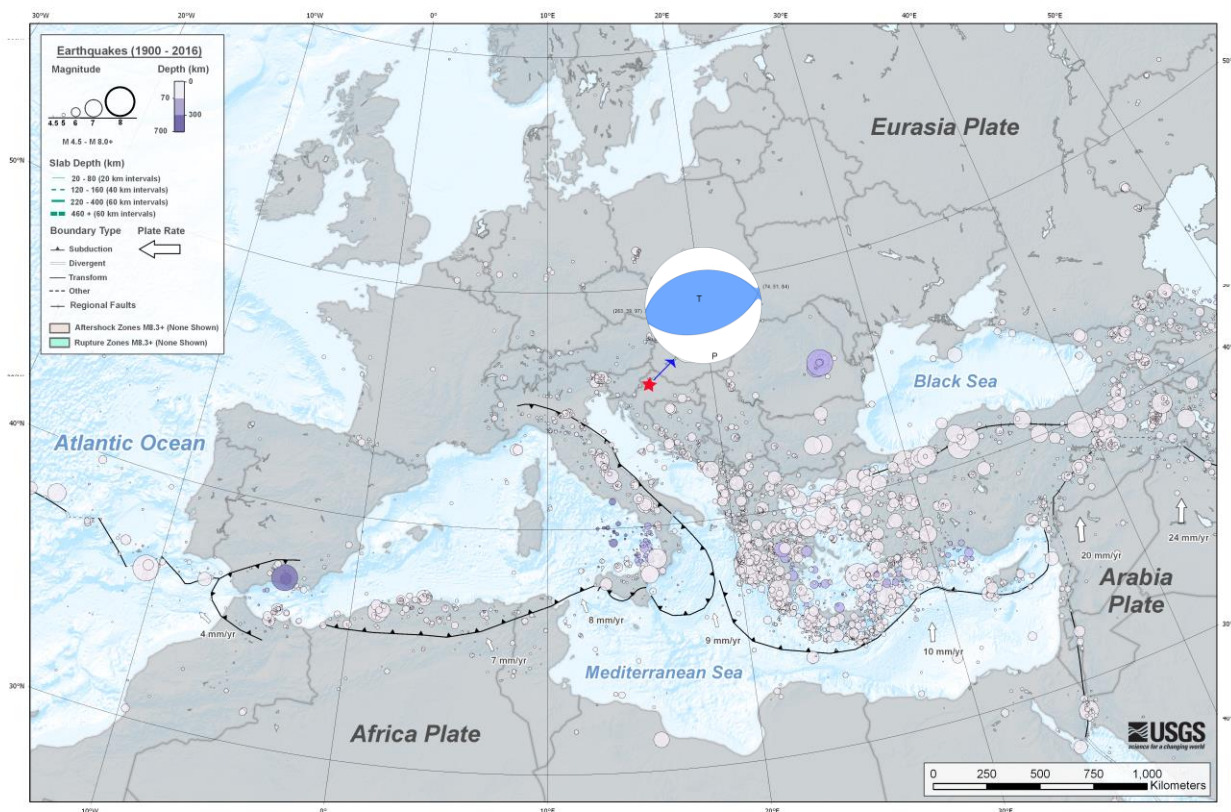 30°W
20°W
10°W
0°
10°E
20°E
30°E
40°E
50°E
Earthquakes (1900 - 2016)
Magnitude
Depth (km)
0
70
300
700
4.5 5 6 7 8
M 4.5 - M 8.0+
Slab Depth (km)
20 - 80 (20 km intervals)
120 - 160 (40 km intervals)
220 - 400 (60 km intervals)
460 + (60 km intervals)
Boundary Type Plate Rate
Subduction
Divergent
Transform
Other
Regional Faults
Aftershock Zones M8.3+ (None Shown)
Rupture Zones M8.3+ (None Shown)
50°N
Eurasia Plate
T
P
Black Sea
40°N
Atlantic Ocean
20 mm/yr
24 mm/yr
Arabia
Plate
4 mm/yr
8 mm/yr
9 mm/yr
10 mm/yr
7 mm/yr
Mediterranean Sea
30°N
Africa Plate
USGS
science for a changing world
0 250 500 750 1,000
Kilometers
10°W
0°
10°E
20°E
30°E